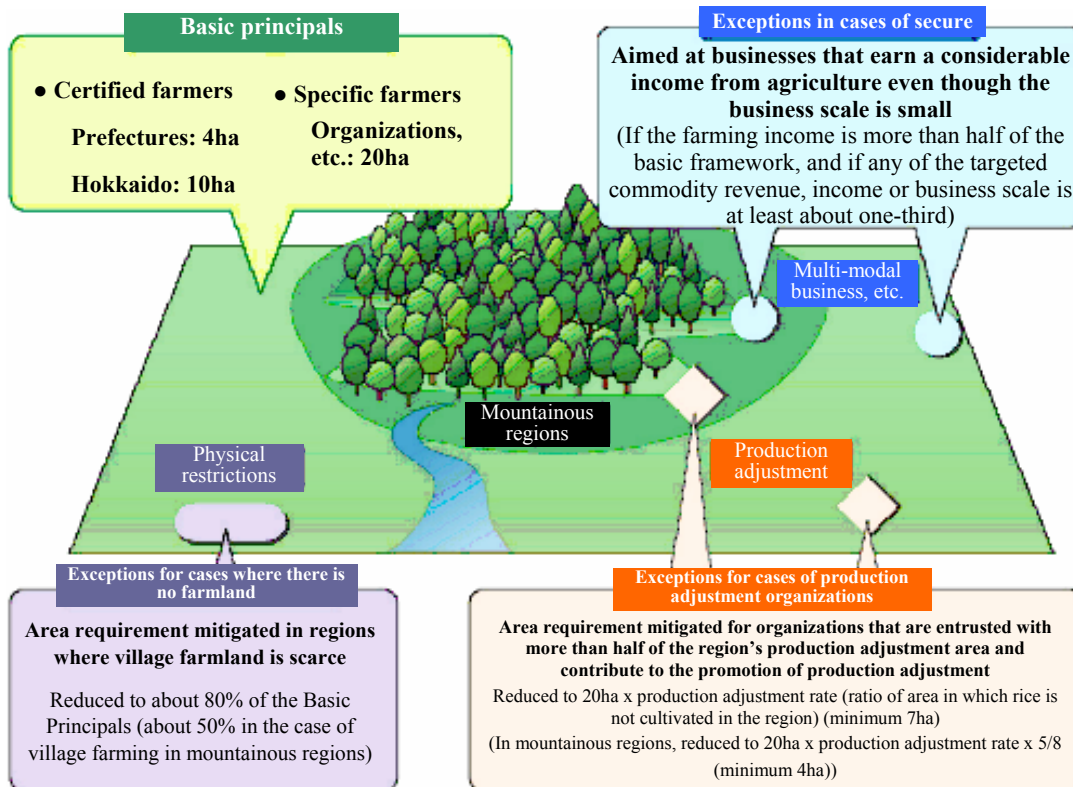 Basic principals
● Certified farmers
Prefectures: 4ha
Hokkaido: 10ha
● Specific farmers
Organizations,
etc.: 20ha
Exceptions in cases of secure
Aimed at businesses that earn a considerable
income from agriculture even though the
business scale is small
(If the farming income is more than half of the
basic framework, and if any of the targeted
commodity revenue, income or business scale is
at least about one-third)
Multi-modal
business, etc.
Mountainous
regions
Physical
restrictions
Production
adjustment
Exceptions for cases where there is
no farmland
Area requirement mitigated in regions
where village farmland is scarce
Reduced to about 80% of the Basic
Principals (about 50% in the case of
village farming in mountainous regions)
Exceptions for cases of production
adjustment organizations
Area requirement mitigated for organizations that are entrusted with
more than half of the region's production adjustment area and
contribute to the promotion of production adjustment
Reduced to 20ha x production adjustment rate (ratio of area in which rice is
not cultivated in the region) (minimum 7ha)
(In mountainous regions, reduced to 20ha x production adjustment rate x 5/8
(minimum 4ha))